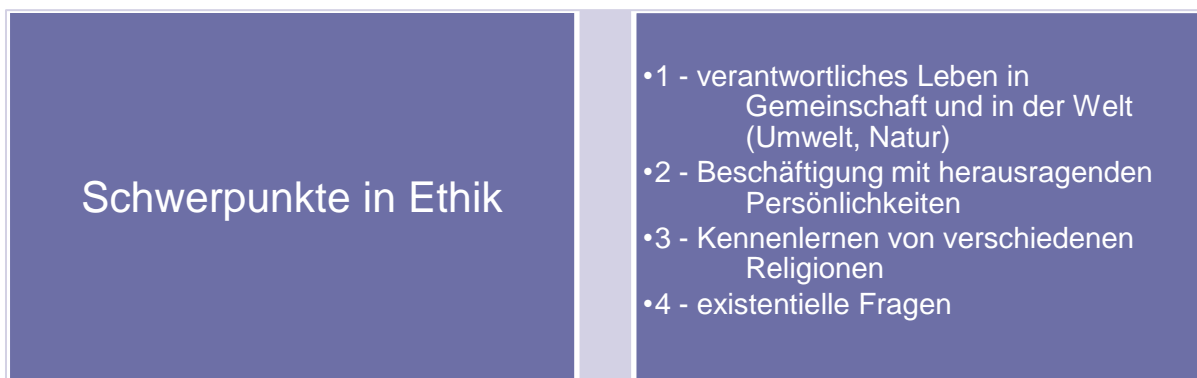 Schwerpunkte in Ethik
•1 - verantwortliches Leben in
Gemeinschaft und in der Welt
(Umwelt, Natur)
•2 - Beschäftigung mit herausragenden
Persönlichkeiten
•3 - Kennenlernen von verschiedenen
Religionen
•4 - existentielle Fragen